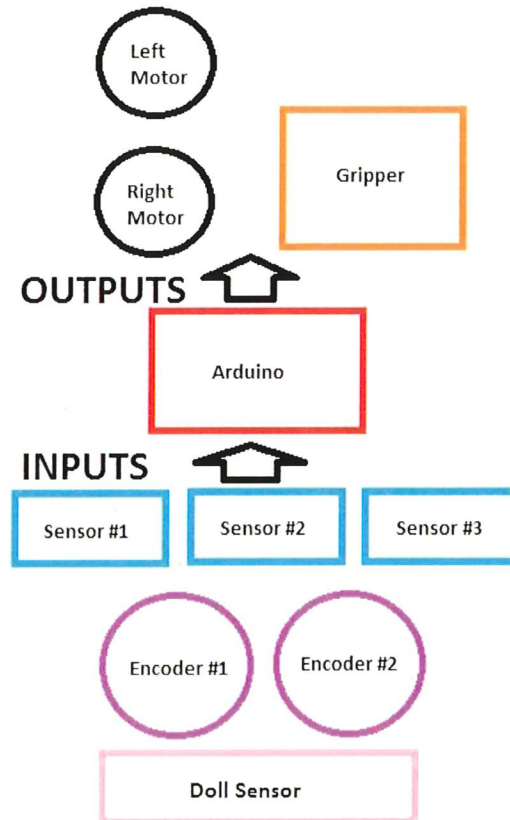 Left
Motor
Gripper
Right
Motor
OUTPUTS
Arduino
INPUTS
Sensor #1
Sensor #2
Sensor #3
Encoder #1
Encoder #2
Doll Sensor